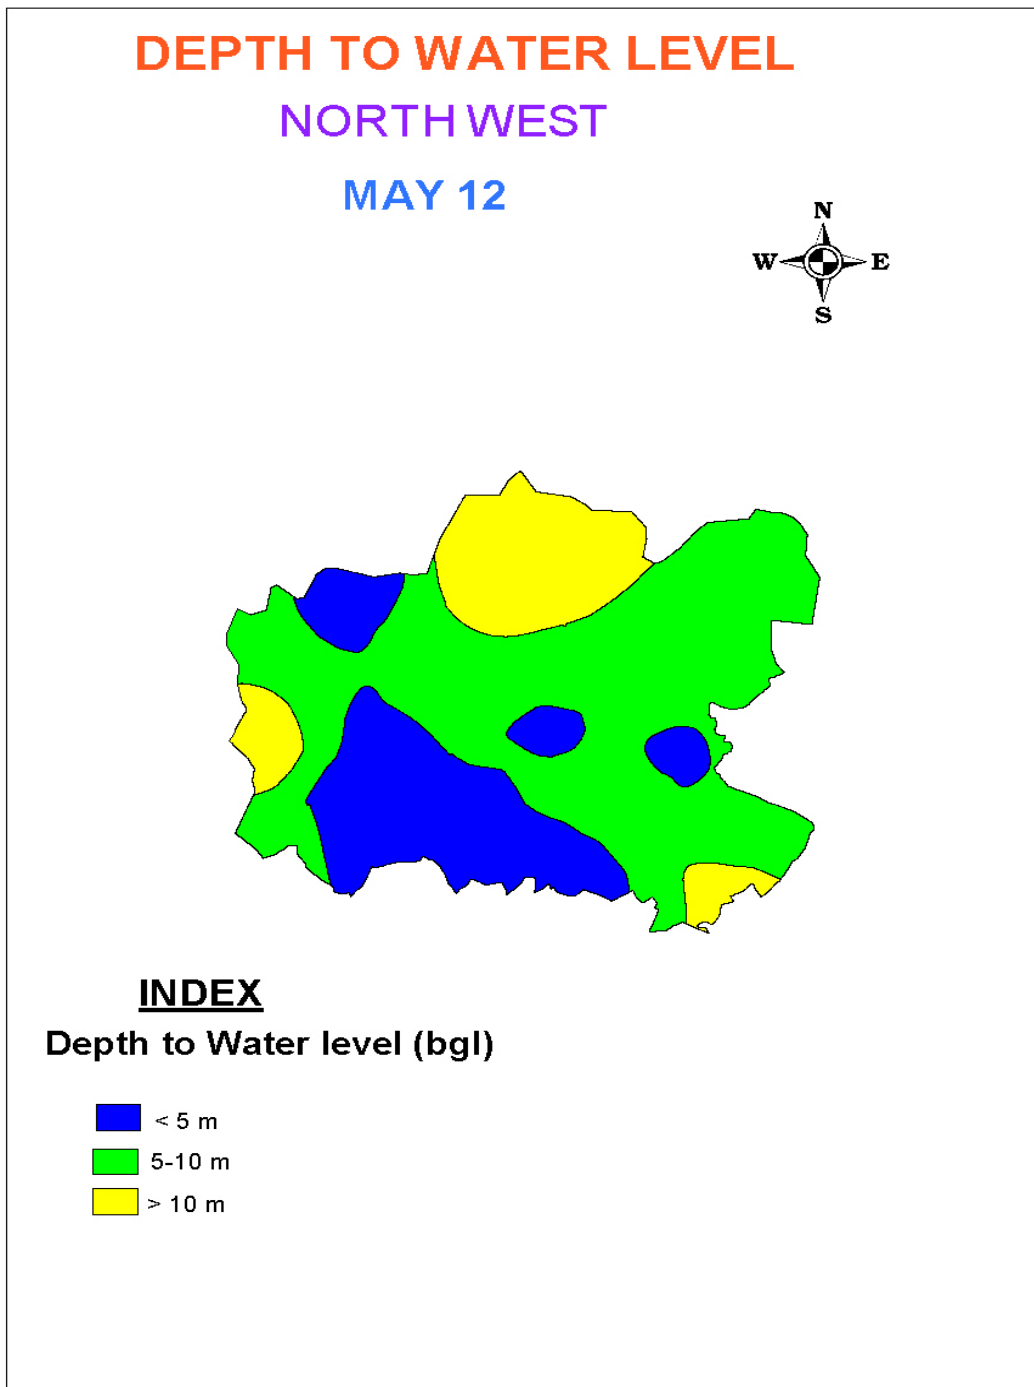 DEPTH TO WATER LEVEL
NORTH WEST
MAY 12
N
W E
S
INDEX
Depth to Water level (bgl)
< 5 m
5-10 m
> 10 m